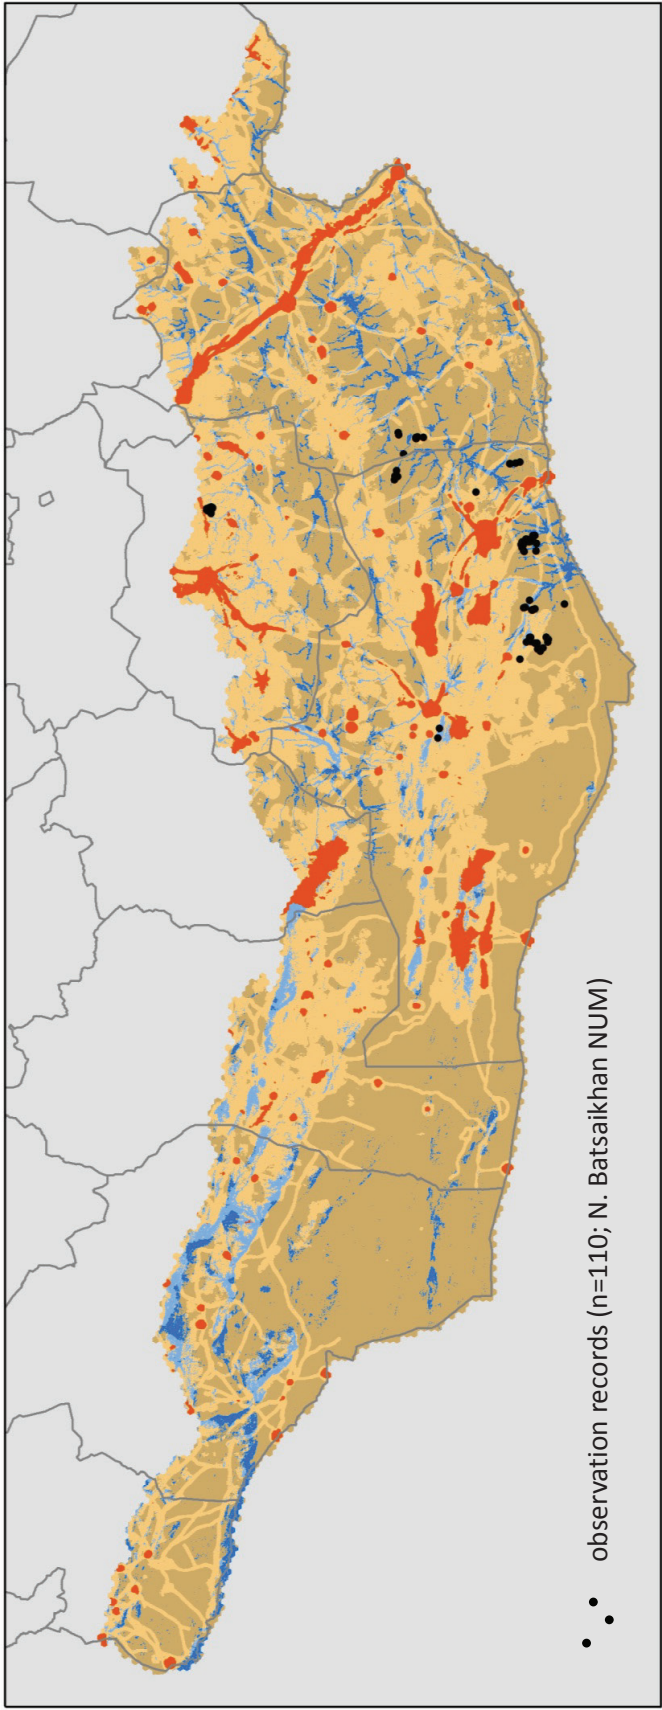 observation records (n=110; N. Batsaikhan NUM)